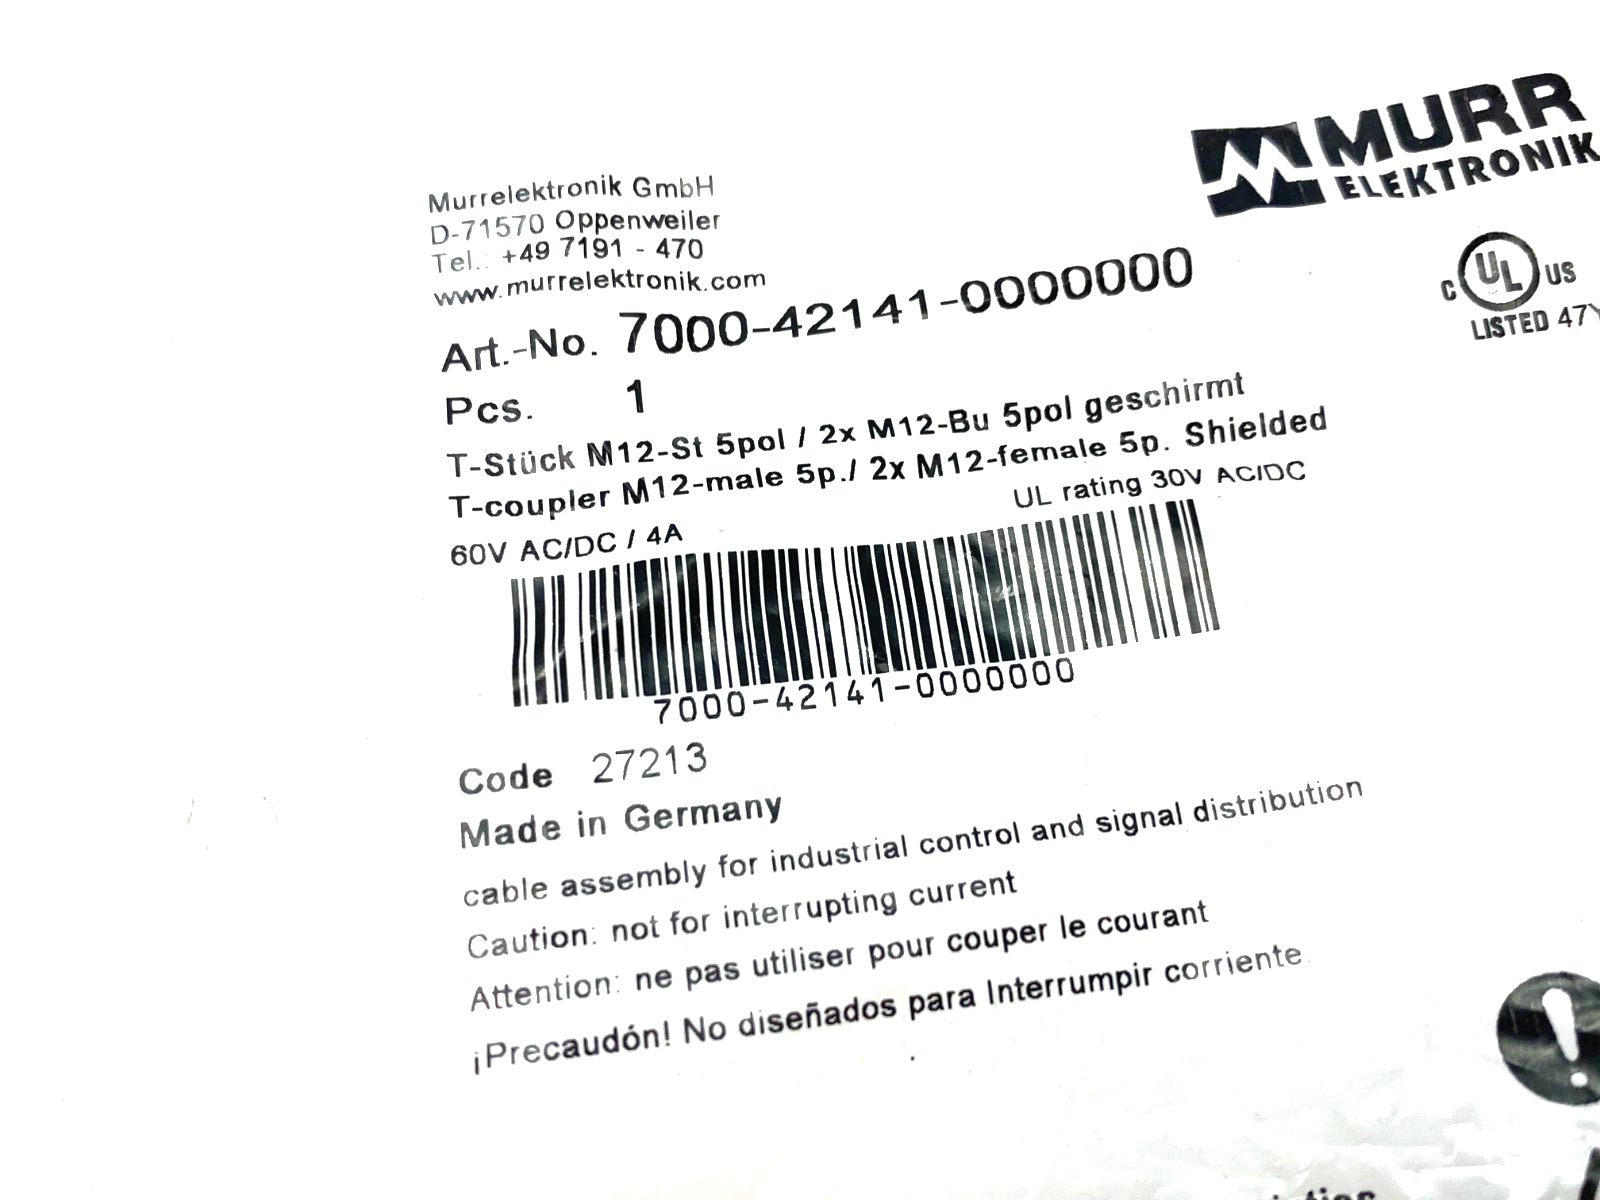 MURR
ELEKTRONIK
Murrelektronik GmbH
D-71570 Oppenweiler
Tel.: +49 7191 - 470
www.murrelektronik.com
C UL US
LISTED 47Y
Art.-No. 7000-42141-0000000
Pcs. 1
T-Stück M12-St 5pol / 2x M12-Bu 5pol geschirmt
T-coupler M12-male 5p./ 2x M12-female 5p. Shielded
UL rating 30V AC/DC
60V AC/DC / 4A
7000-42141-0000000
Code 27213
Made in Germany
cable assembly for industrial control and signal distribution
Caution: not for interrupting current
Attention: ne pas utiliser pour couper le courant
¡Precaudón! No diseñados para Interrumpir corriente